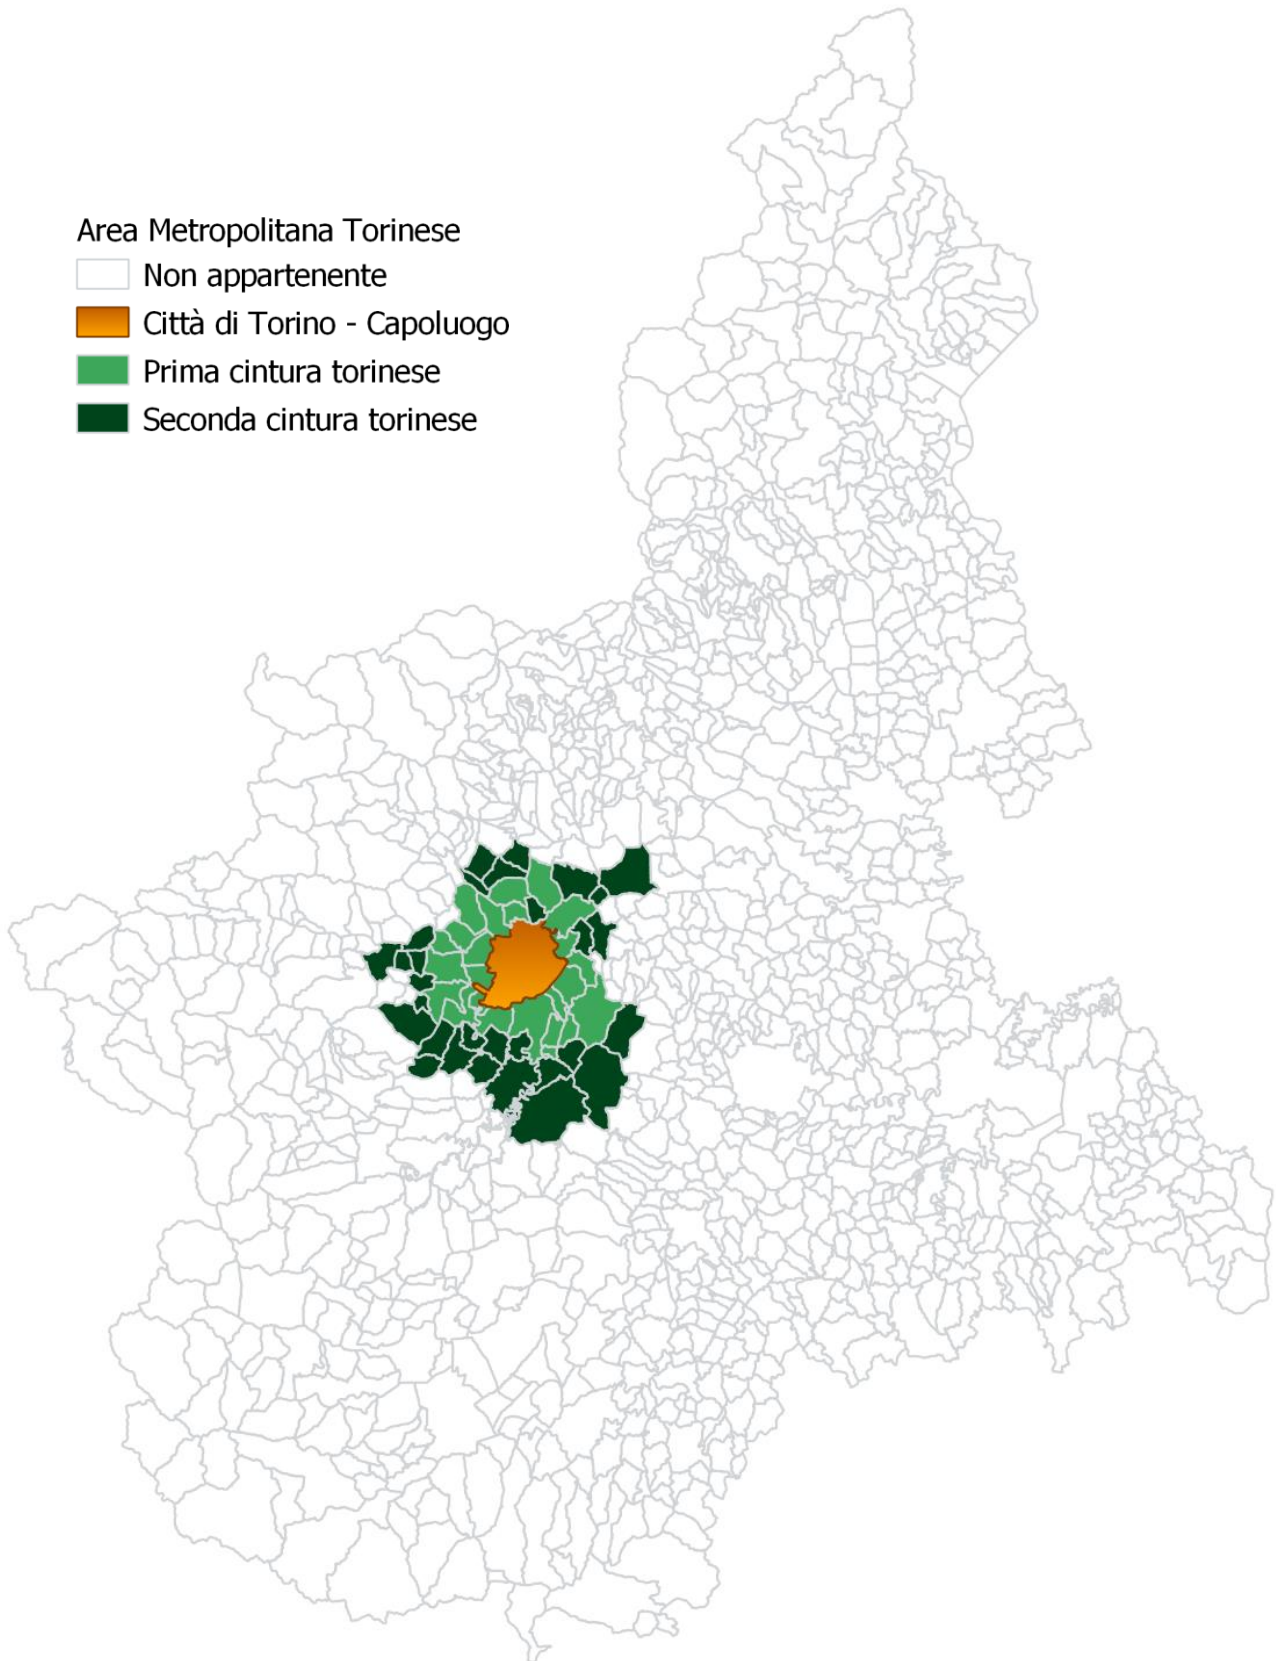 Area Metropolitana Torinese
Non appartenente
Città di Torino - Capoluogo
Prima cintura torinese
Seconda cintura torinese